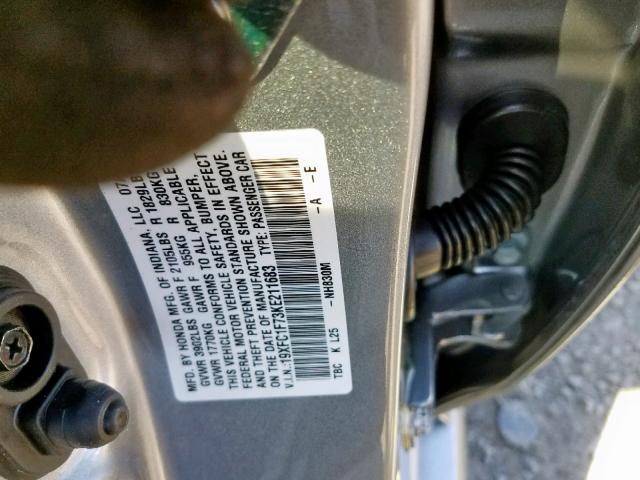 MFD. BY HONDA MFG. OF INDIANA, LLC 07
GVWR 3902LBS GAWR F 2105LBS R 1829LB
GVWR 1770KG GAWR F 955KG R 830KG
THIS VEHICLE CONFORMS TO ALL APPLICABLE
FEDERAL MOTOR VEHICLE SAFETY, BUMPER,
AND THEFT PREVENTION STANDARDS IN EFFECT
ON THE DATE OF MANUFACTURE SHOWN ABOVE.
V.I.N.:19XFC1F73KE211683 TYPE: PASSENGER CAR
TBC K L25 -NH830M -A -E